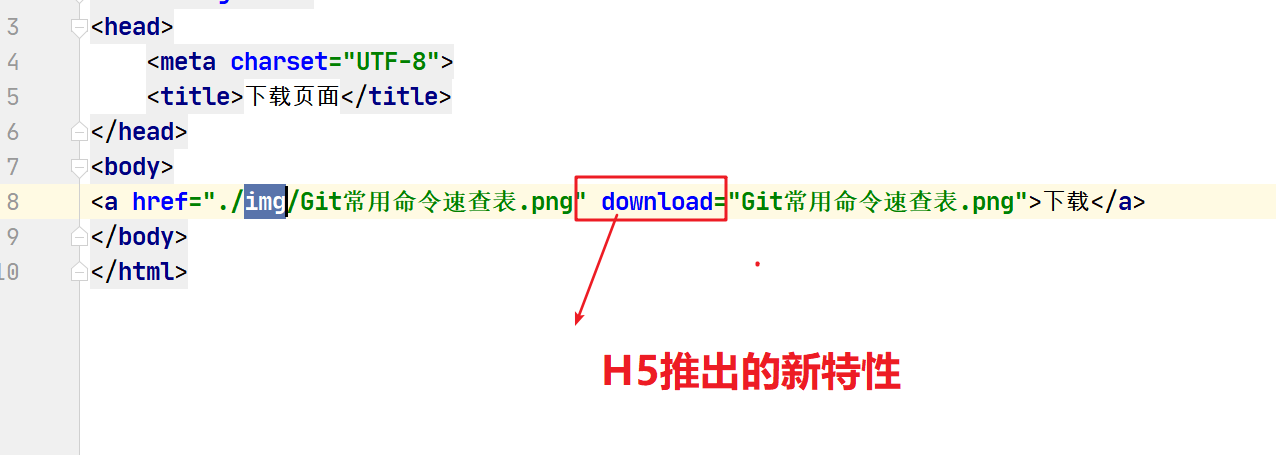 3 <head>
4 <meta charset="UTF-8">
5 <title>下载页面</title>
6 </head>
7 <body>
8 <a href="./img/Git常用命令速查表.png" download="Git常用命令速查表.png">下载</a>
9 </body>
10 </html>
H5推出的新特性